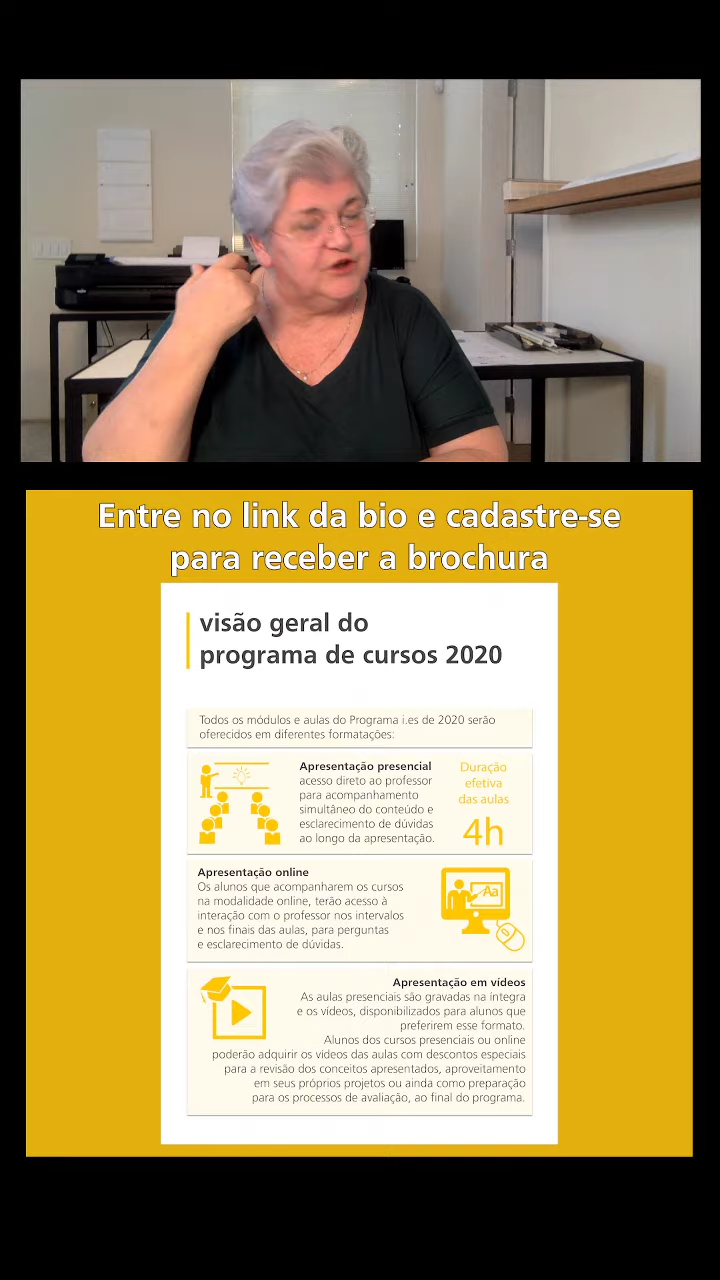 Entre no link da bio e cadastre-se
para receber a brochura
visão geral do
programa de cursos 2020
Todos os módulos e aulas do Programa i.es de 2020 serão
oferecidos em diferentes formatações:
Apresentação presencial
acesso direto ao professor
para acompanhamento
simultâneo do conteúdo e
esclarecimento de dúvidas
ao longo da apresentação.
Duração
efetiva
das aulas
4h
Apresentação online
Os alunos que acompanharem os cursos
na modalidade online, terão acesso à
interação com o professor nos intervalos
e nos finais das aulas, para perguntas
e esclarecimento de dúvidas.
Aa
Apresentação em vídeos
As aulas presenciais são gravadas na íntegra
e os vídeos, disponibilizados para alunos que
preferirem esse formato.
Alunos dos cursos presenciais ou online
poderão adquirir os vídeos das aulas com descontos especiais
para a revisão dos conceitos apresentados, aproveitamento
em seus próprios projetos ou ainda como preparação
para os processos de avaliação, ao final do programa.